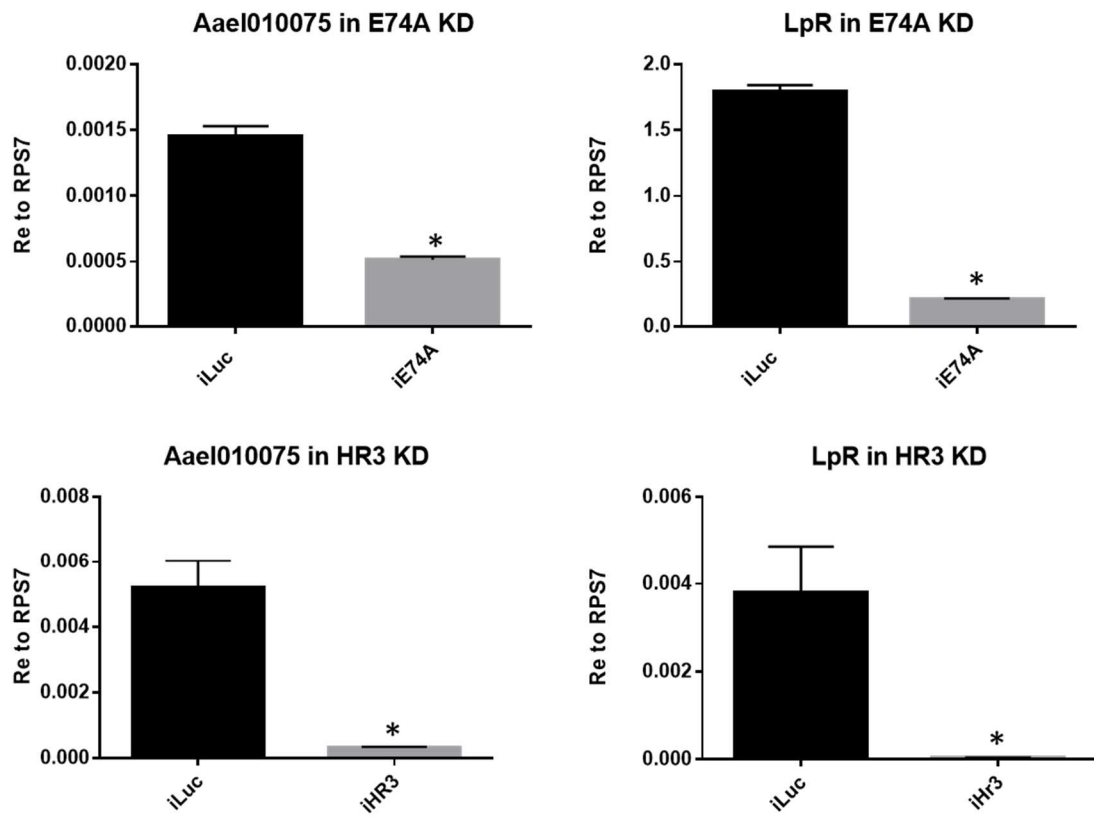 Aael010075 in E74A KD
Re to RPS7
0.0020
0.0015
0.0010
0.0005
0.0000
*
iLuc
iE74A
LpR in E74A KD
Re to RPS7
2.0
1.5
1.0
0.5
0.0
*
iLuc
iE74A
Aael010075 in HR3 KD
Re to RPS7
0.008
0.006
0.004
0.002
0.000
*
iLuc
iHR3
LpR in HR3 KD
Re to RPS7
0.006
0.004
0.002
0.000
*
iLuc
iHr3